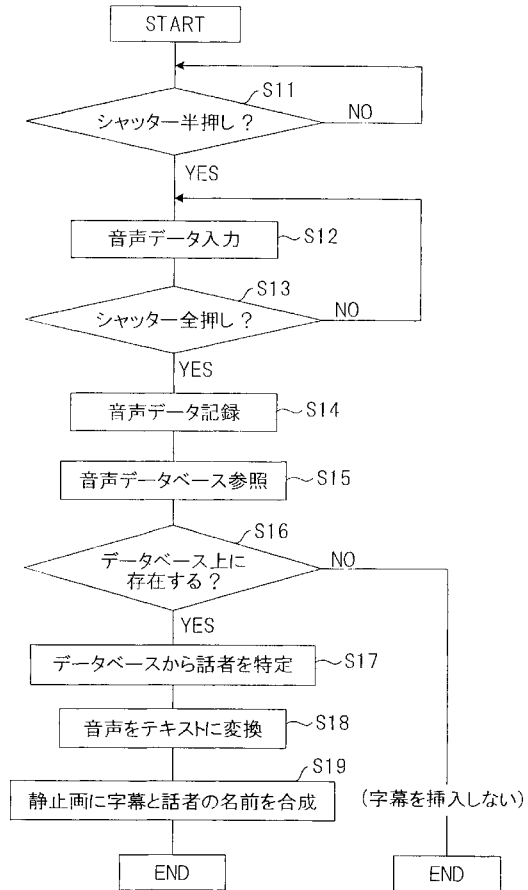 START
S11
シャッター半押し?
NO
YES
音声データ入力
S12
S13
シャッター全押し?
NO
YES
音声データ記録
S14
音声データベース参照
S15
S16
データベース上に
存在する?
NO
YES
データベースから話者を特定
S17
音声をテキストに変換
S18
S19
静止画に字幕と話者の名前を合成
(字幕を挿入しない)
END
END